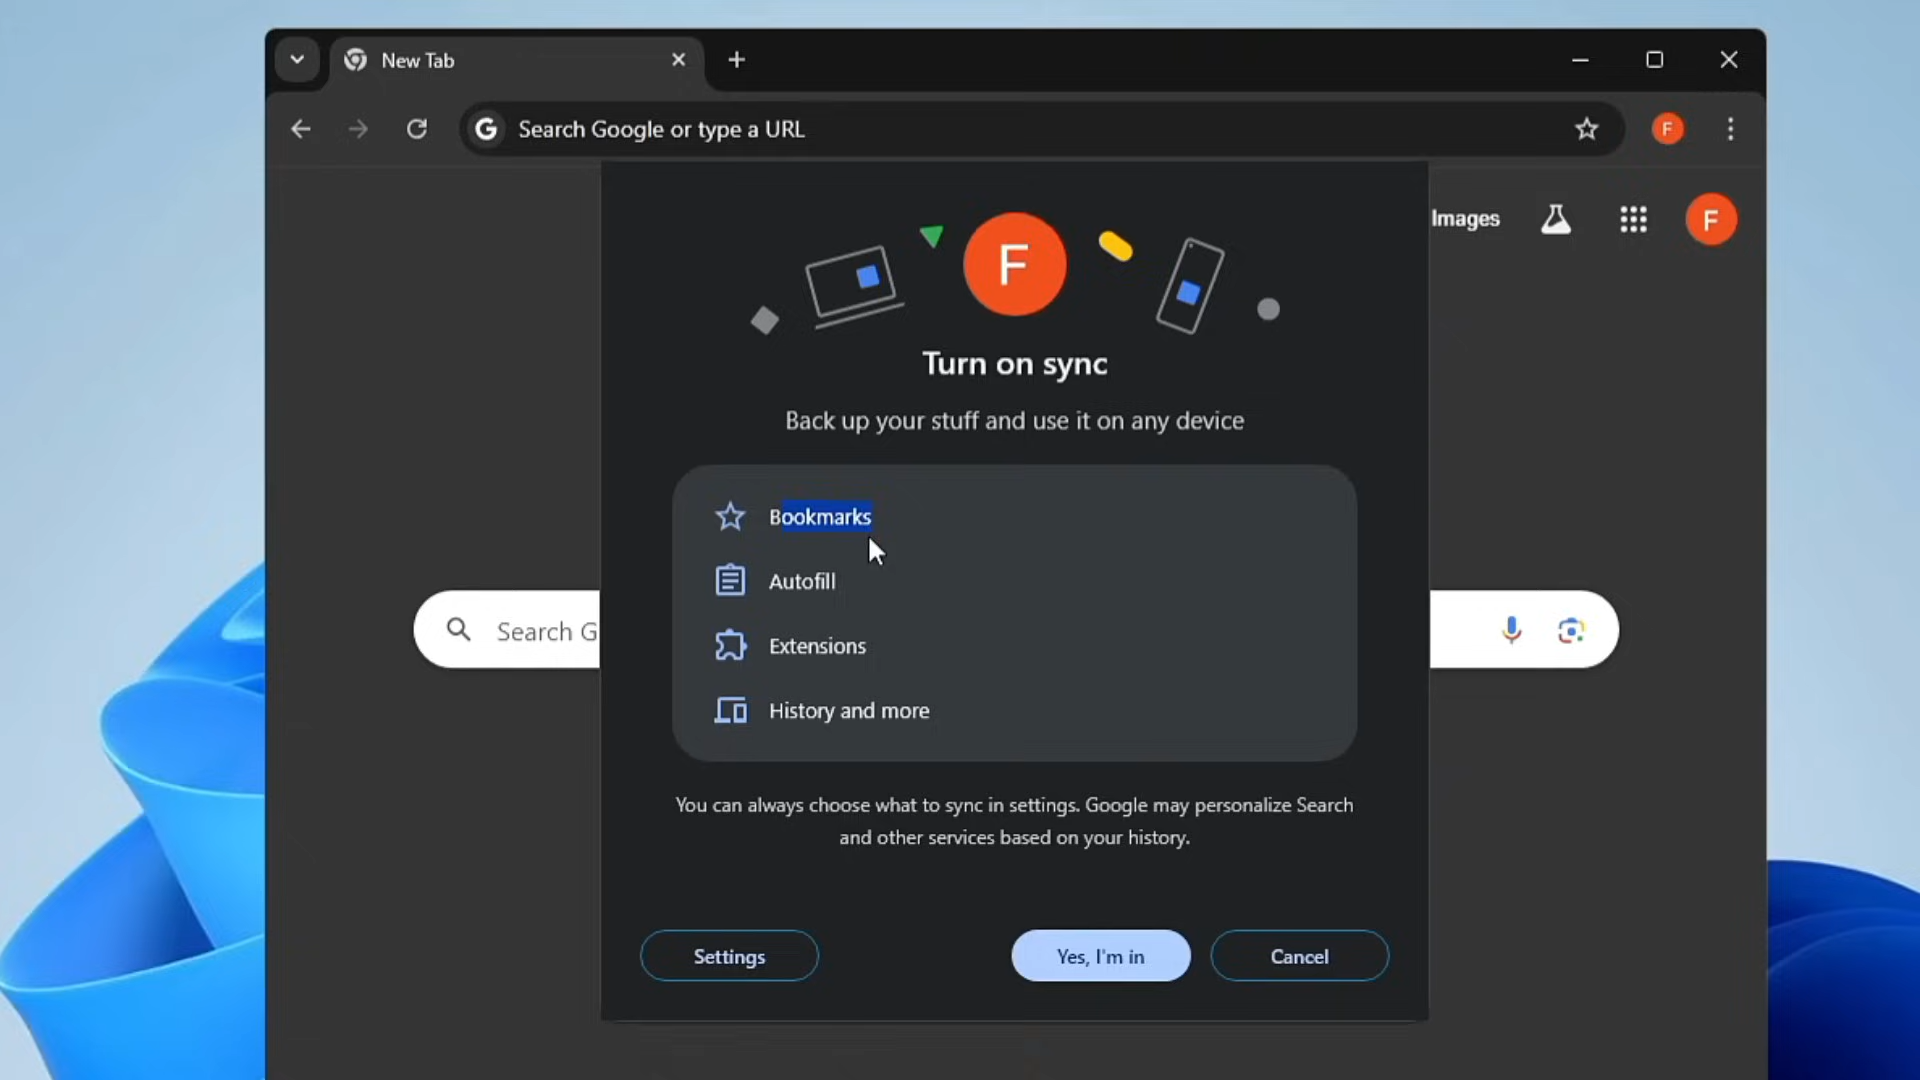 New Tab
Search Google or type a URL
F
Images
F
F
Turn on sync
Back up your stuff and use it on any device
Bookmarks
Autofill
Extensions
History and more
Search G
You can always choose what to sync in settings. Google may personalize Search
and other services based on your history.
Settings
Yes, I'm in
Cancel